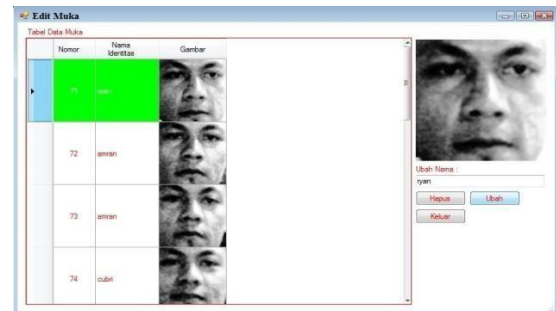 Edit Muka
Tabel Data Muka
Nomor
Nama Identitas
Gambar
71 ryan
72 amran
73 amran
74 cubri
Ubah Nama :
ryan
Hapus Ubah
Keluar